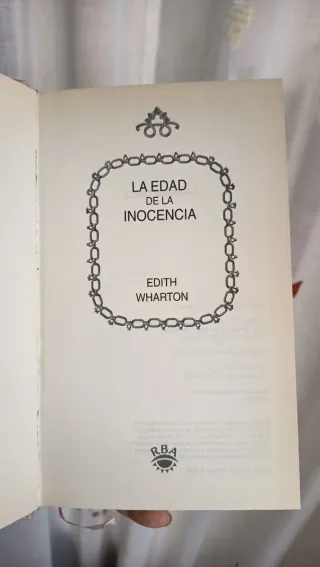 LA EDAD
DE LA
INOCENCIA
EDITH
WHARTON
RBA